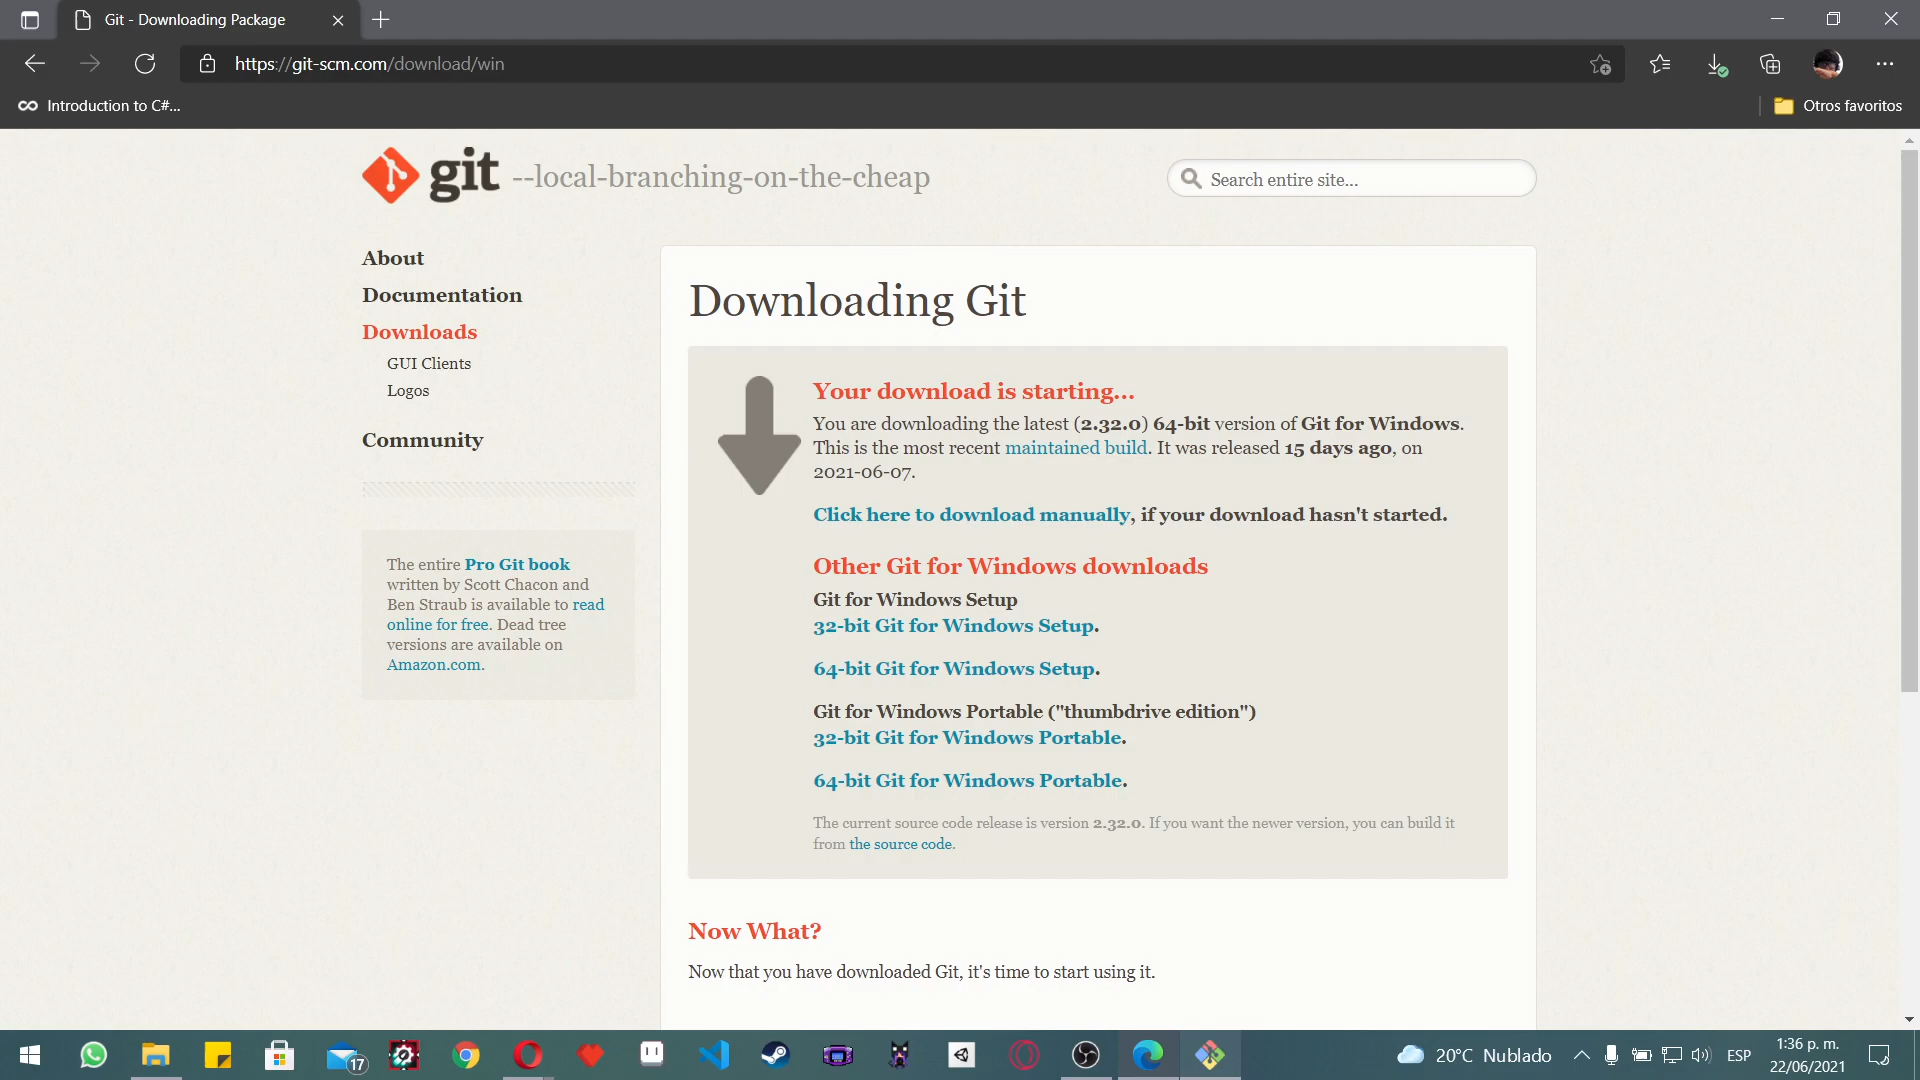 Git - Downloading Package
https://git-scm.com/download/win
Introduction to C#...
Otros favoritos
git --local-branching-on-the-cheap
Search entire site...
About
Documentation
Downloads
GUI Clients
Logos
Community
The entire Pro Git book
written by Scott Chacon and
Ben Straub is available to read
online for free. Dead tree
versions are available on
Amazon.com.
Downloading Git
Your download is starting...
You are downloading the latest (2.32.0) 64-bit version of Git for Windows.
This is the most recent maintained build. It was released 15 days ago, on
2021-06-07.
Click here to download manually, if your download hasn't started.
Other Git for Windows downloads
Git for Windows Setup
32-bit Git for Windows Setup.
64-bit Git for Windows Setup.
Git for Windows Portable ("thumbdrive edition")
32-bit Git for Windows Portable.
64-bit Git for Windows Portable.
The current source code release is version 2.32.0. If you want the newer version, you can build it
from the source code.
Now What?
Now that you have downloaded Git, it's time to start using it.
17
20°C Nublado
ESP
1:36 p. m.
22/06/2021